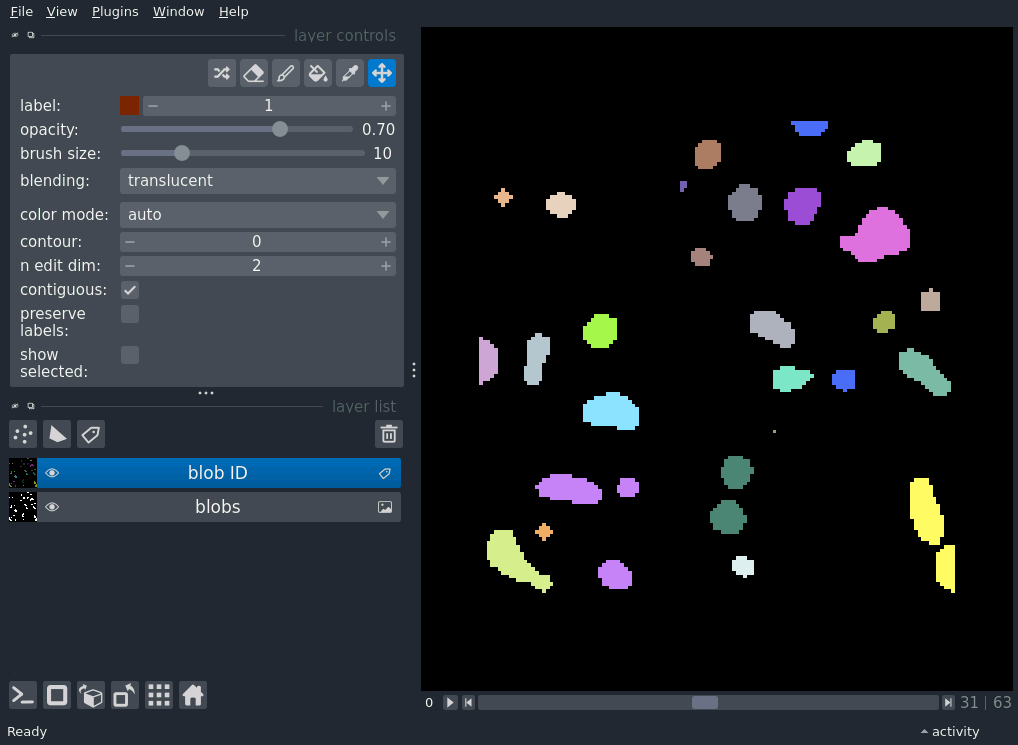 File View Plugins Window Help
layer controls
label: 1
opacity: 0.70
brush size: 10
blending: translucent
color mode: auto
contour: 0
n edit dim: 2
contiguous:
preserve
labels:
show
selected:
layer list
blob ID
blobs
0 31 | 63
Ready activity